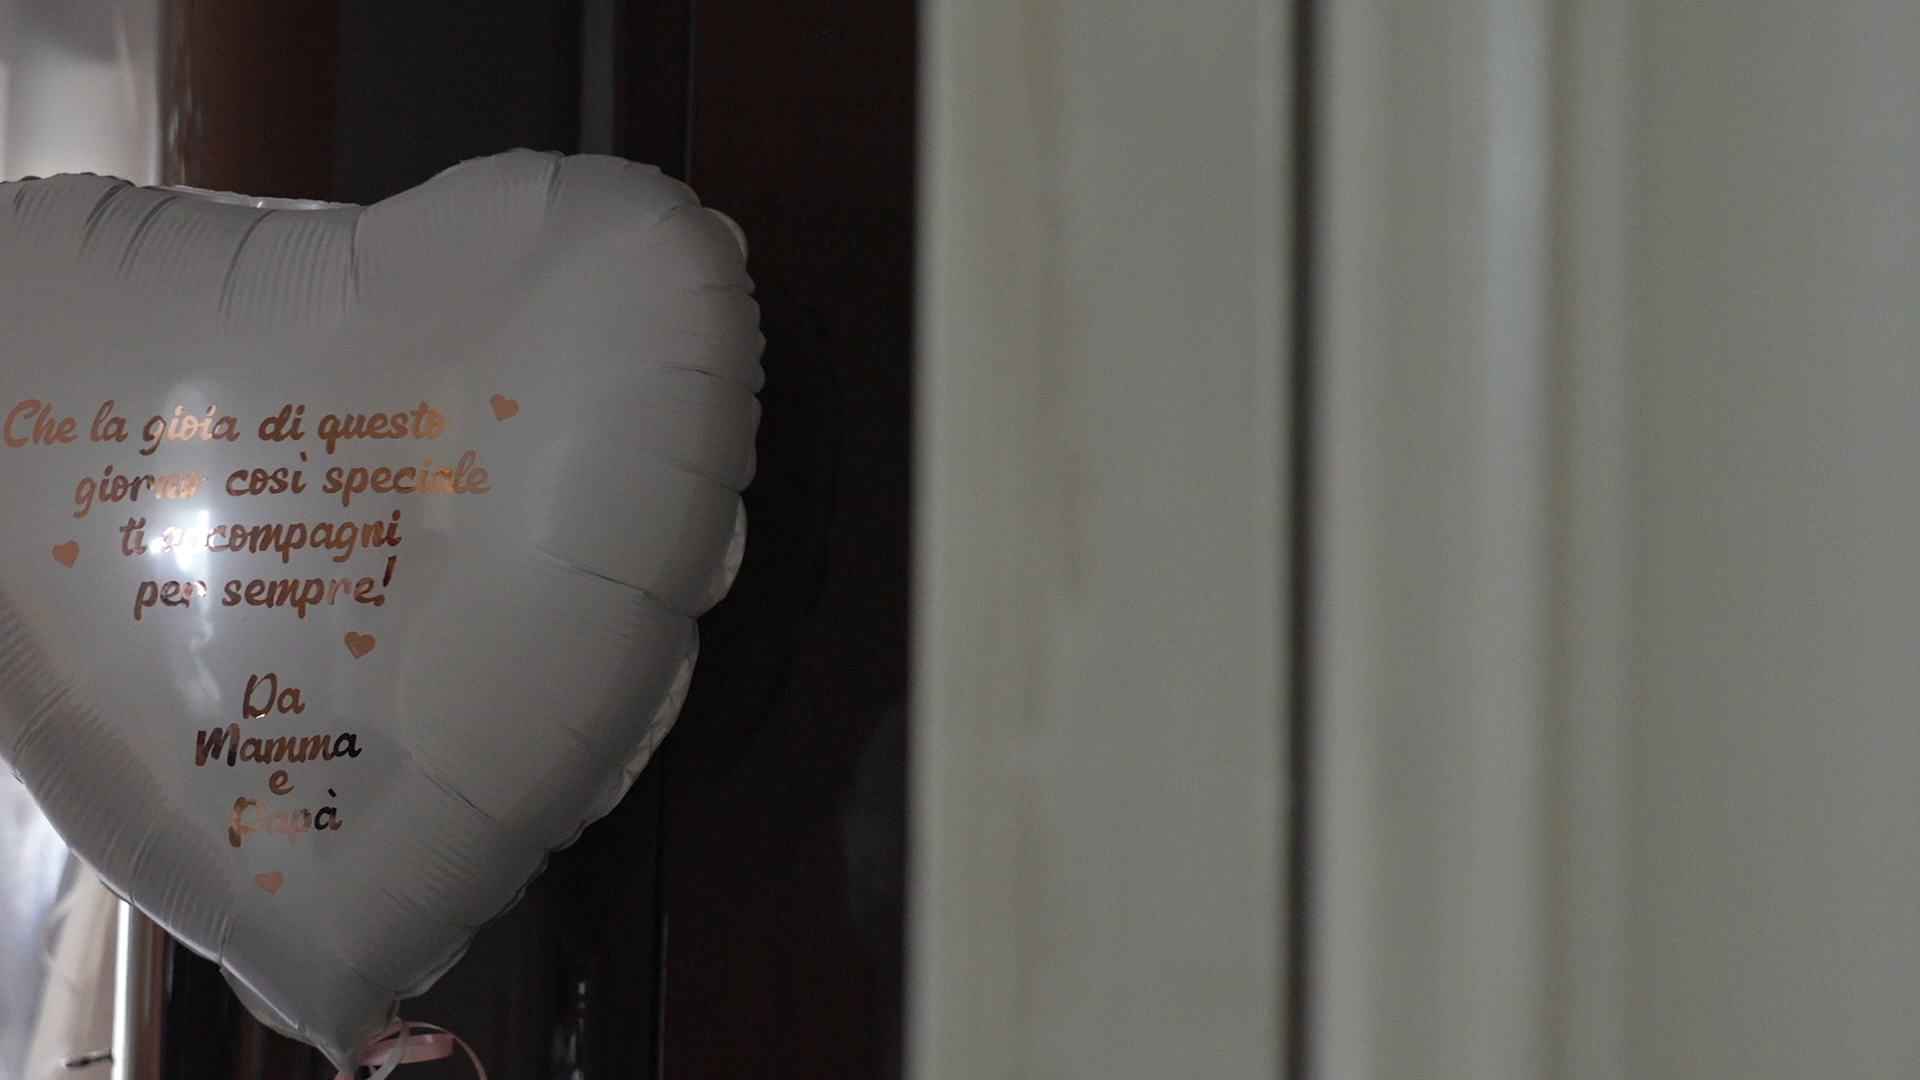 Che la gioia di questo
giorno così speciale
ti accompagni
per sempre!
Da
Mamma
e
Papà